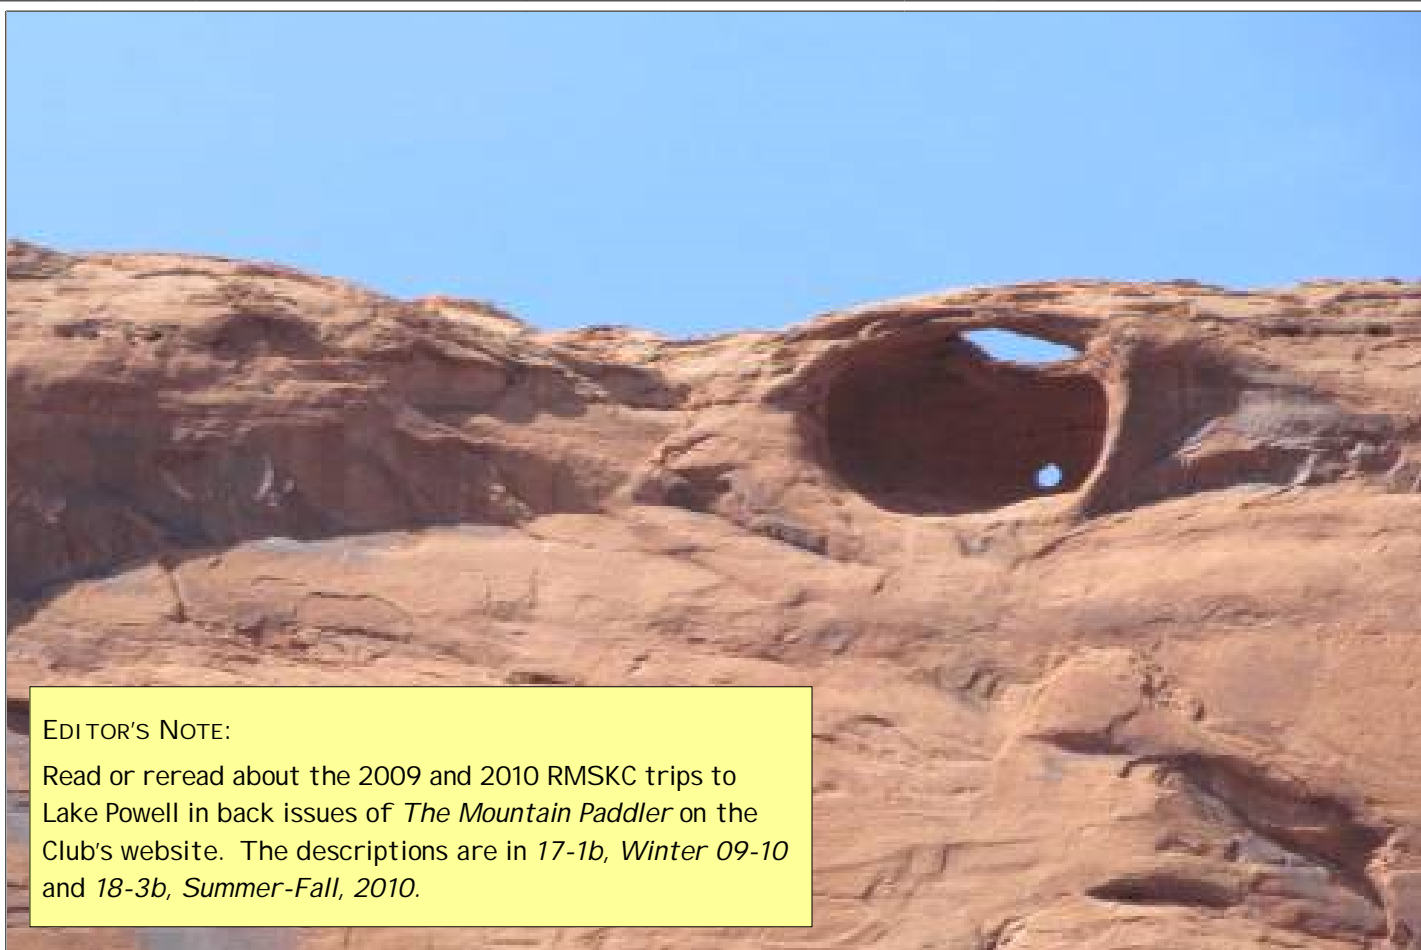 EDITOR'S NOTE:
Read or reread about the 2009 and 2010 RMSKC trips to
Lake Powell in back issues of The Mountain Paddler on the
Club's website.  The descriptions are in 17-1b, Winter 09-10
and 18-3b, Summer-Fall, 2010.